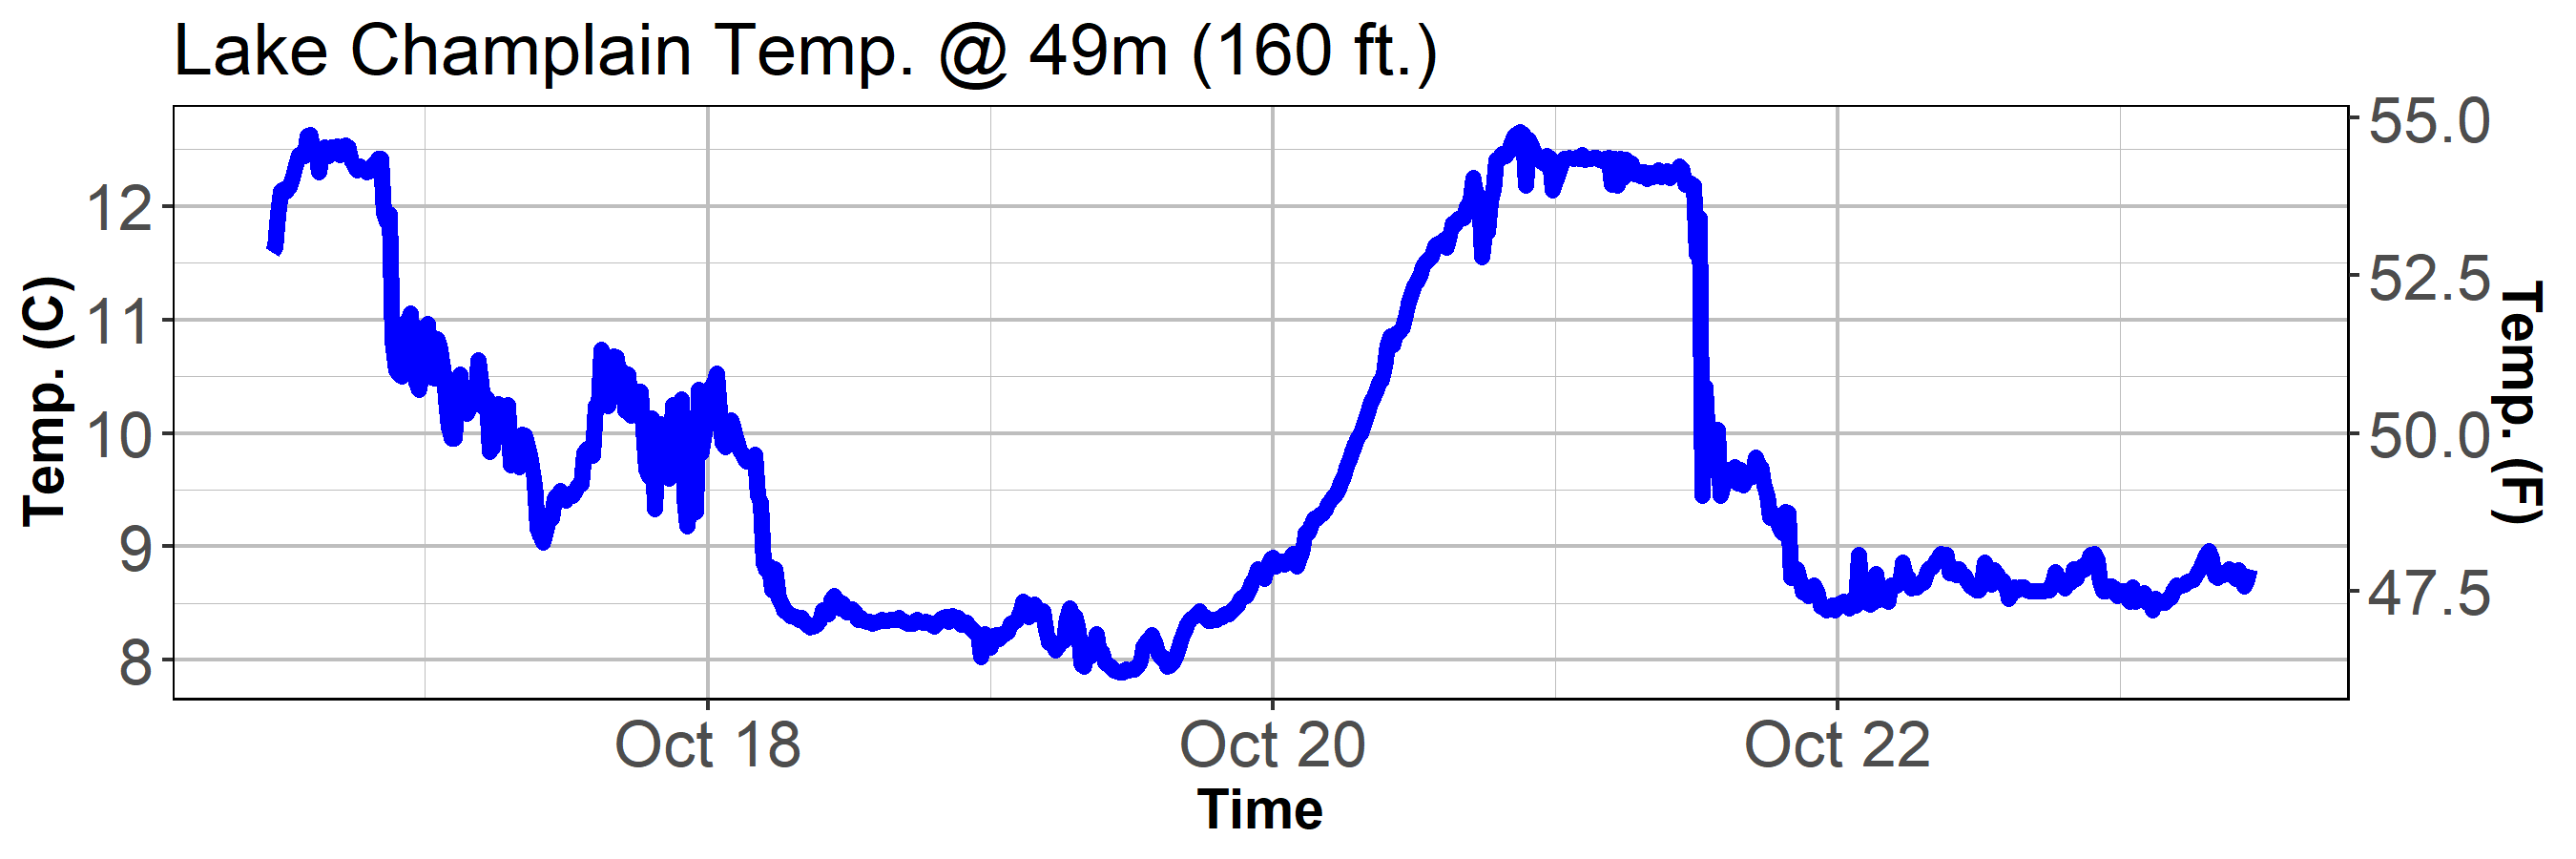 Lake Champlain Temp. @ 49m (160 ft.)
Temp. (C)
12
11
10
9
8
55.0
52.5
50.0
47.5
Temp. (F)
Oct 18
Oct 20
Oct 22
Time